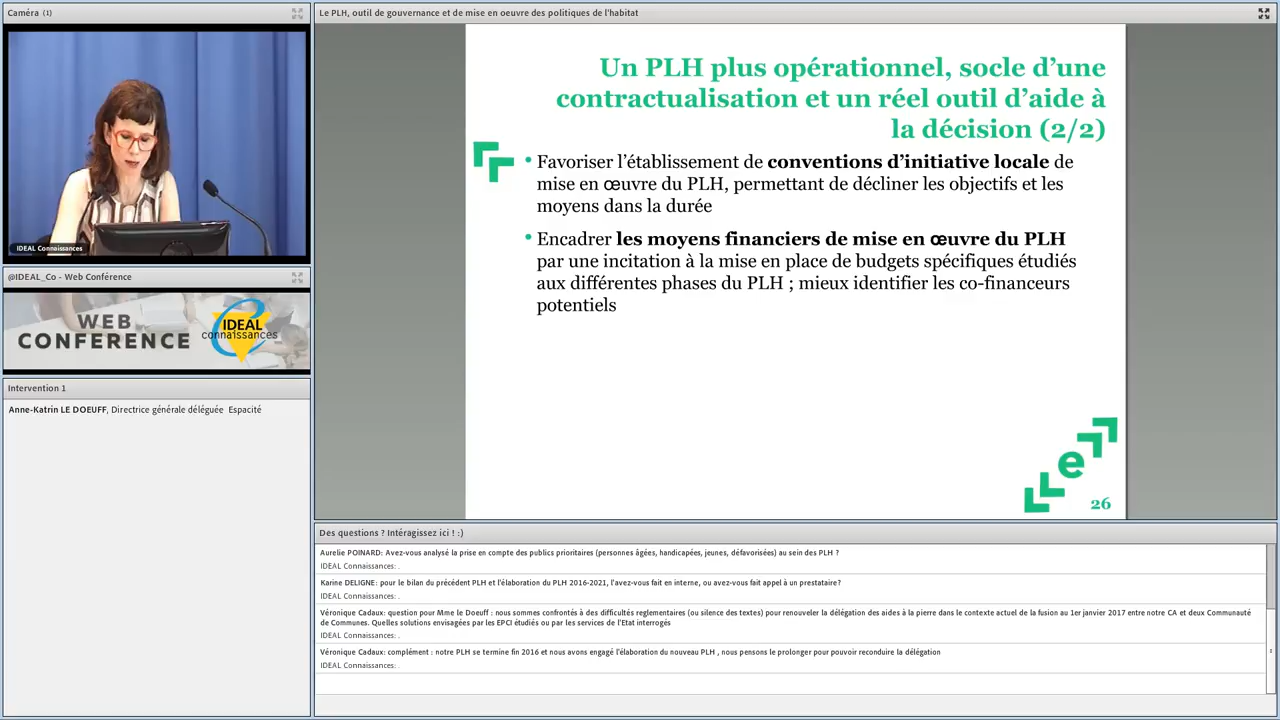 Caméra (1)
IDEAL Connaissances
@IDEAL_Co - Web Conférence
WEB
CONFERENCE
IDEAL
connaissances
Intervention 1
Anne-Katrin LE DOEUFF, Directrice générale déléguée Espacité
Le PLH, outil de gouvernance et de mise en oeuvre des politiques de l'habitat
Un PLH plus opérationnel, socle d’une
contractualisation et un réel outil d’aide à
la décision (2/2)
• Favoriser l’établissement de conventions d’initiative locale de
mise en œuvre du PLH, permettant de décliner les objectifs et les
moyens dans la durée
• Encadrer les moyens financiers de mise en œuvre du PLH
par une incitation à la mise en place de budgets spécifiques étudiés
aux différentes phases du PLH ; mieux identifier les co-financeurs
potentiels
e
26
Des questions ? Intéragissez ici ! :)
Aurelie POINARD: Avez-vous analysé la prise en compte des publics prioritaires (personnes âgées, handicapées, jeunes, défavorisées) au sein des PLH ?
IDEAL Connaissances: .
Karine DELIGNE: pour le bilan du précédent PLH et l'élaboration du PLH 2016-2021, l'avez-vous fait en interne, ou avez-vous fait appel à un prestataire?
IDEAL Connaissances: .
Véronique Cadaux: question pour Mme le Doeuff : nous sommes confrontés à des difficultés reglementaires (ou silence des textes) pour renouveler la délégation des aides à la pierre dans le contexte actuel de la fusion au 1er janvier 2017 entre notre CA et deux Communauté
de Communes. Quelles solutions envisagées par les EPCI étudiés ou par les services de l'Etat interrogés
IDEAL Connaissances: .
Véronique Cadaux: complément : notre PLH se termine fin 2016 et nous avons engagé l'élaboration du nouveau PLH , nous pensons le prolonger pour pouvoir reconduire la délégation
IDEAL Connaissances: .